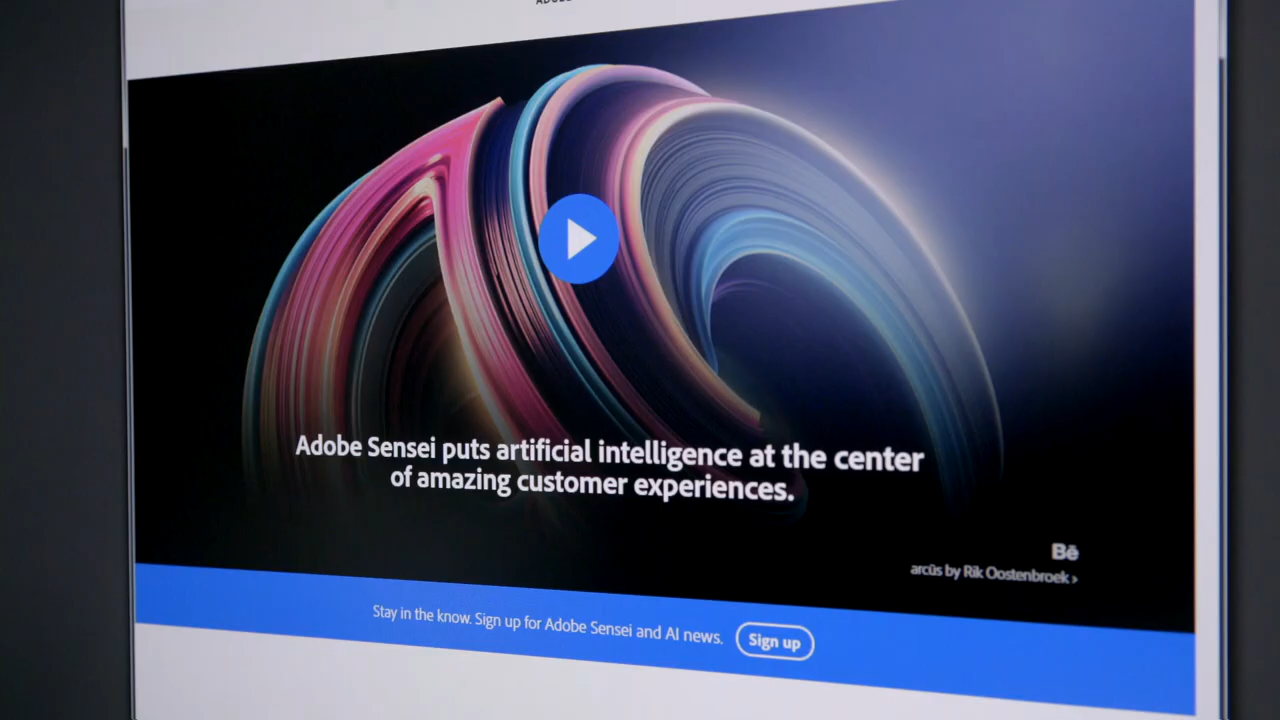 Adobe Sensei puts artificial intelligence at the center
of amazing customer experiences.
Bē
arcūs by Rik Oostenbroek >
Stay in the know. Sign up for Adobe Sensei and AI news.
Sign up